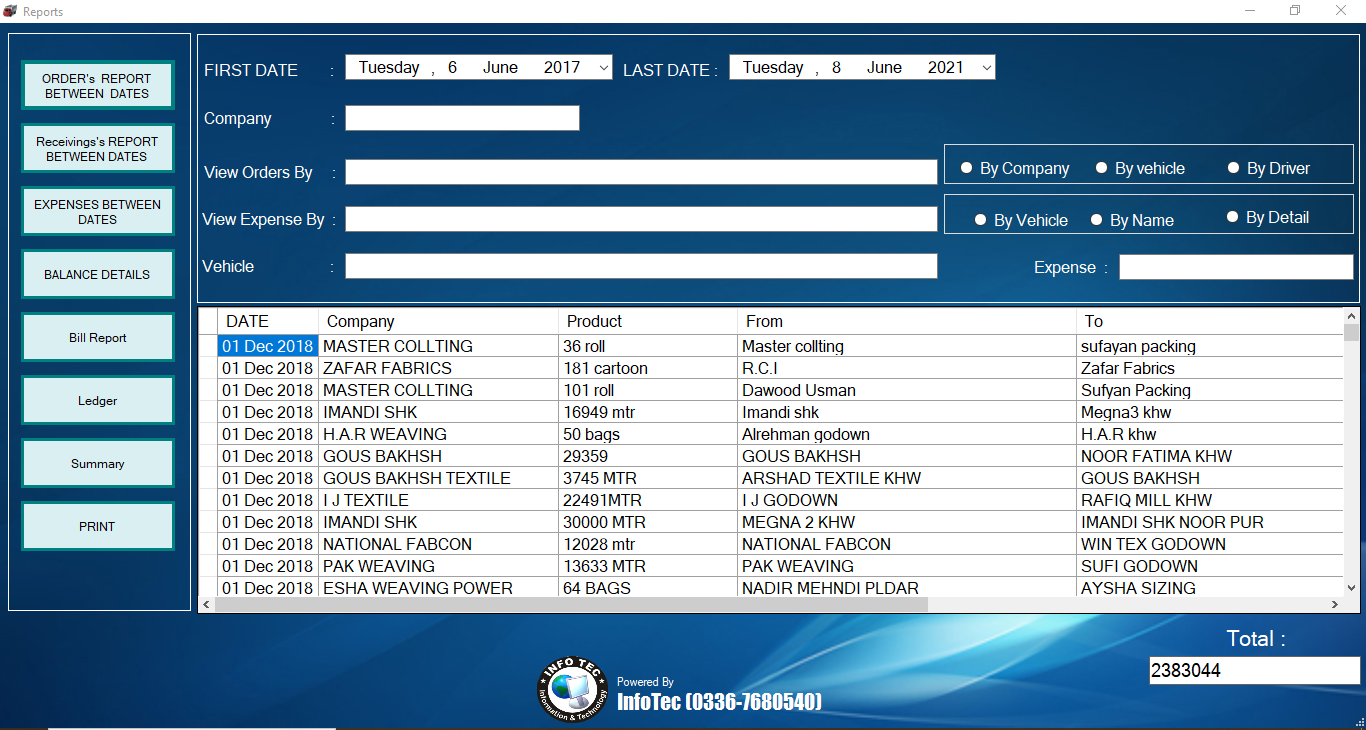 Reports
ORDER's REPORT
BETWEEN DATES
Receivings's REPORT
BETWEEN DATES
EXPENSES BETWEEN
DATES
BALANCE DETAILS
Bill Report
Ledger
Summary
PRINT
FIRST DATE : Tuesday , 6 June 2017 LAST DATE : Tuesday , 8 June 2021
Company :
View Orders By : By Company By vehicle By Driver
View Expense By : By Vehicle By Name By Detail
Vehicle : Expense :
DATE Company Product From To
01 Dec 2018 MASTER COLLTING 36 roll Master collting sufayan packing
01 Dec 2018 ZAFAR FABRICS 181 cartoon R.C.I Zafar Fabrics
01 Dec 2018 MASTER COLLTING 101 roll Dawood Usman Sufyan Packing
01 Dec 2018 IMANDI SHK 16949 mtr Imandi shk Megna3 khw
01 Dec 2018 H.A.R WEAVING 50 bags Alrehman godown H.A.R khw
01 Dec 2018 GOUS BAKHSH 29359 GOUS BAKHSH NOOR FATIMA KHW
01 Dec 2018 GOUS BAKHSH TEXTILE 3745 MTR ARSHAD TEXTILE KHW GOUS BAKHSH
01 Dec 2018 I J TEXTILE 22491MTR I J GODOWN RAFIQ MILL KHW
01 Dec 2018 IMANDI SHK 30000 MTR MEGNA 2 KHW IMANDI SHK NOOR PUR
01 Dec 2018 NATIONAL FABCON 12028 mtr NATIONAL FABCON WIN TEX GODOWN
01 Dec 2018 PAK WEAVING 13633 MTR PAK WEAVING SUFI GODOWN
01 Dec 2018 ESHA WEAVING POWER 64 BAGS NADIR MEHNDI PLDAR AYSHA SIZING
Total :
2383044
INFO TEC
Information & Technology
Powered By
InfoTec (0336-7680540)